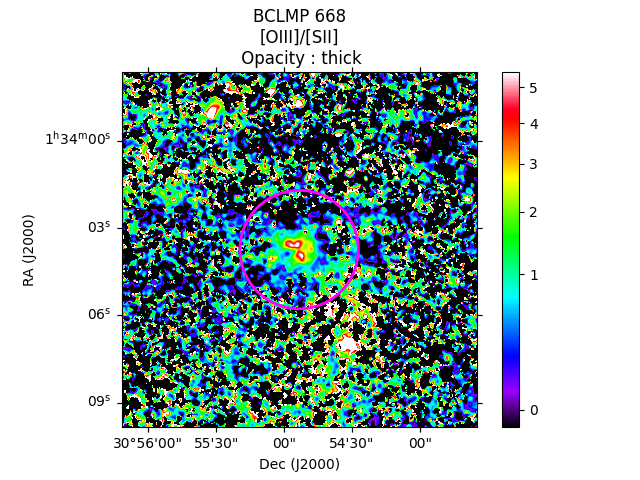 BCLMP 668
[OIII]/[SII]
Opacity : thick
RA (J2000)
1ʰ34ᵐ00ˢ
03ˢ
06ˢ
09ˢ
30°56'00" 55'30" 00" 54'30" 00"
Dec (J2000)
5
4
3
2
1
0